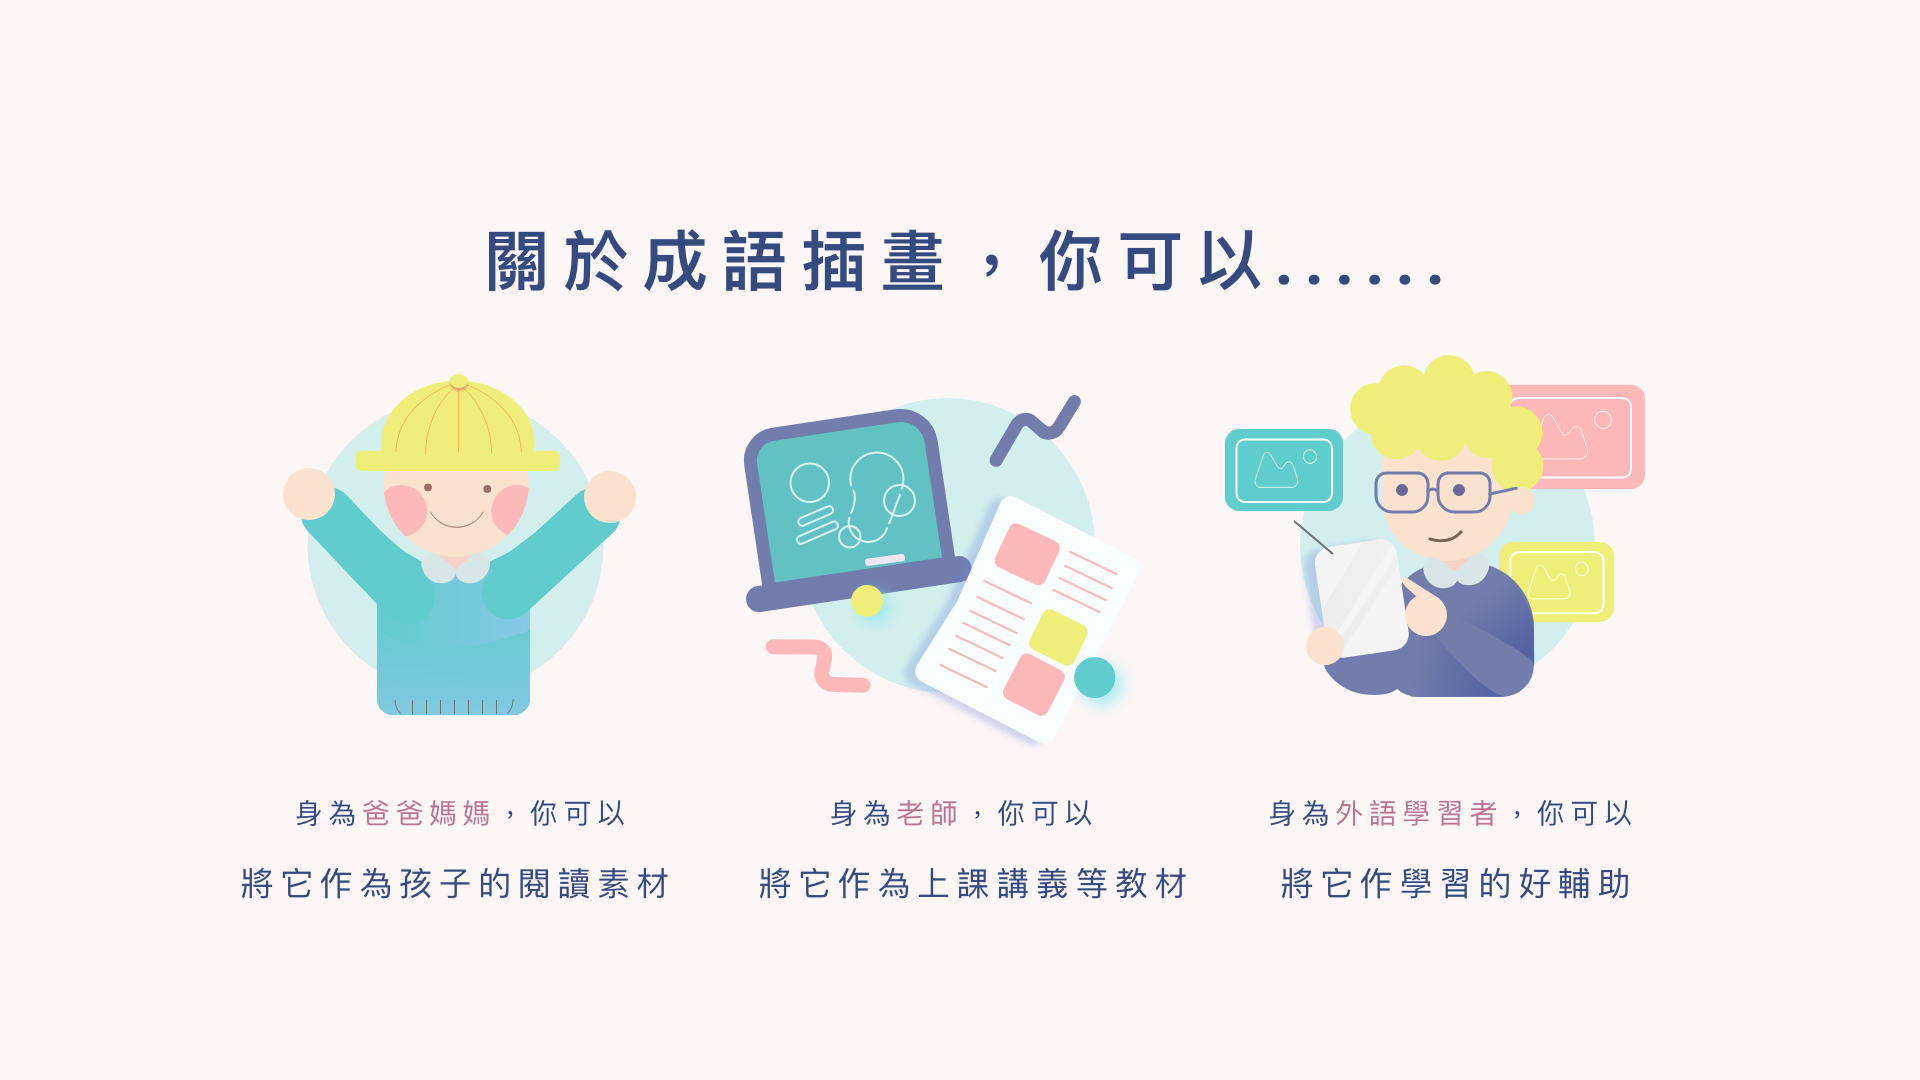 關於成語插畫，你可以......
身為爸爸媽媽，你可以
將它作為孩子的閱讀素材
身為老師，你可以
將它作為上課講義等教材
身為外語學習者，你可以
將它作學習的好輔助